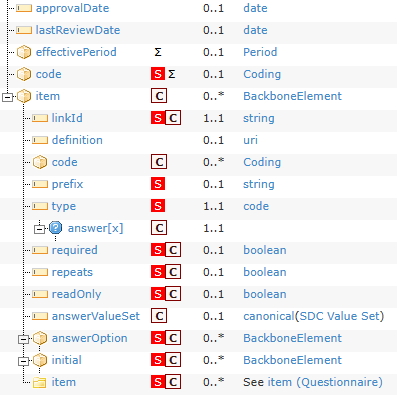 approvalDate 0..1 date
lastReviewDate 0..1 date
effectivePeriod Σ 0..1 Period
code S Σ 0..1 Coding
item C 0..* BackboneElement
linkId S C 1..1 string
definition 0..1 uri
code C 0..* Coding
prefix S 0..1 string
type S 1..1 code
? answer[x] C 1..1
required S C 0..1 boolean
repeats S C 0..1 boolean
readOnly S C 0..1 boolean
answerValueSet C 0..1 canonical(SDC Value Set)
answerOption S C 0..* BackboneElement
initial S C 0..* BackboneElement
item S C 0..* See item (Questionnaire)